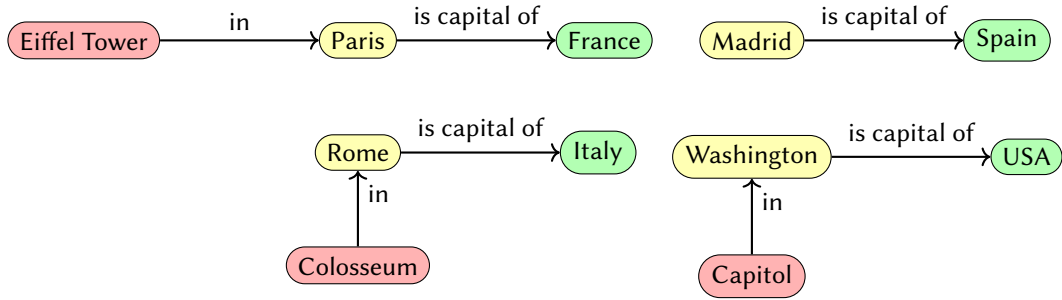 in
is capital of
is capital of
Eiffel Tower
Paris
France
Madrid
Spain
is capital of
is capital of
Rome
Italy
Washington
USA
in
in
Colosseum
Capitol